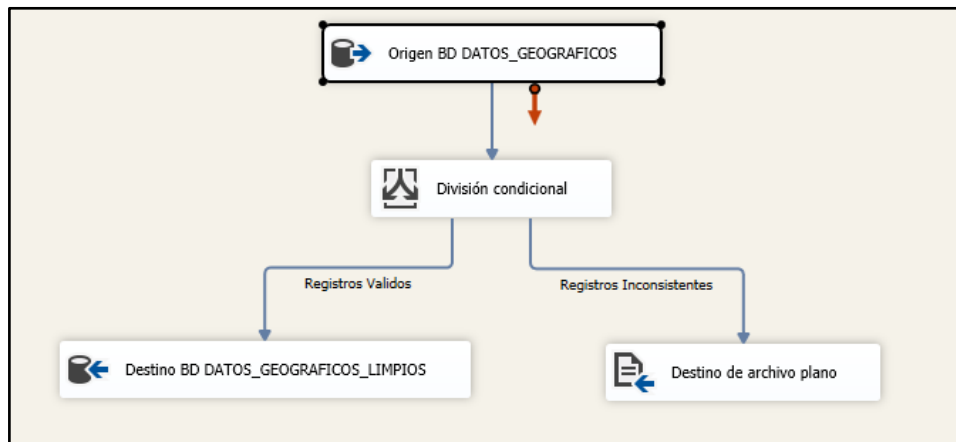 Origen BD DATOS_GEOGRAFICOS
División condicional
Registros Validos
Registros Inconsistentes
Destino BD DATOS_GEOGRAFICOS_LIMPIOS
Destino de archivo plano